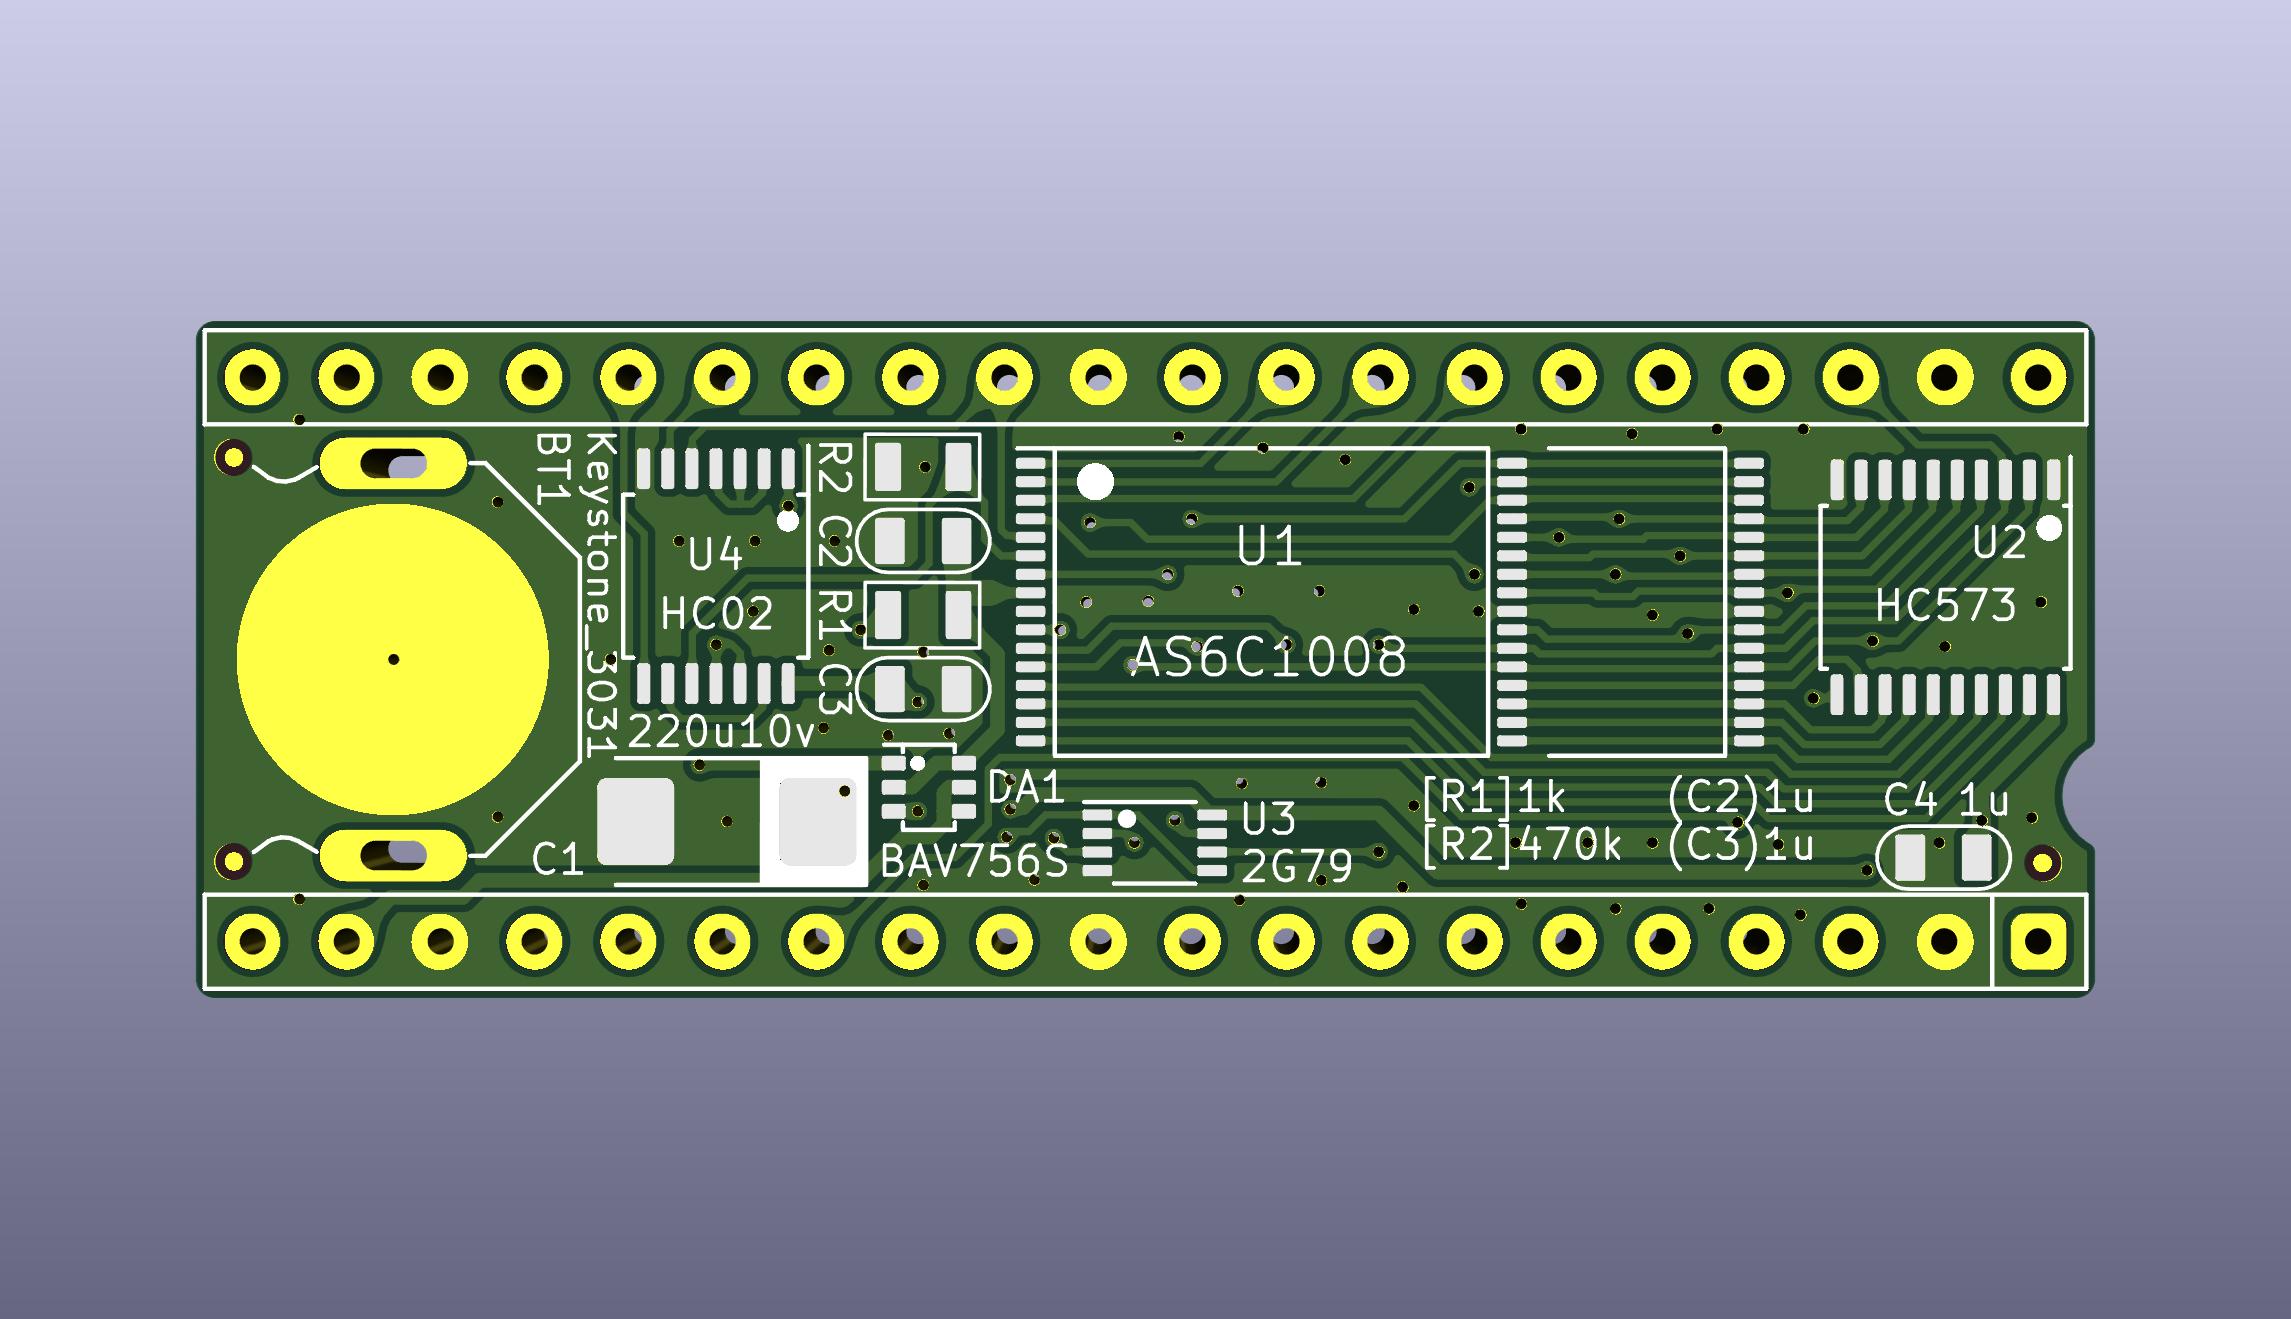 BT1
Keystone_3031
U4
HC02
R2
C2
R1
C3
220u10v
C1
DA1
BAV756S
U1
AS6C1008
U3
2G79
[R1]1k (C2)1u
[R2]470k (C3)1u
U2
HC573
C4 1u